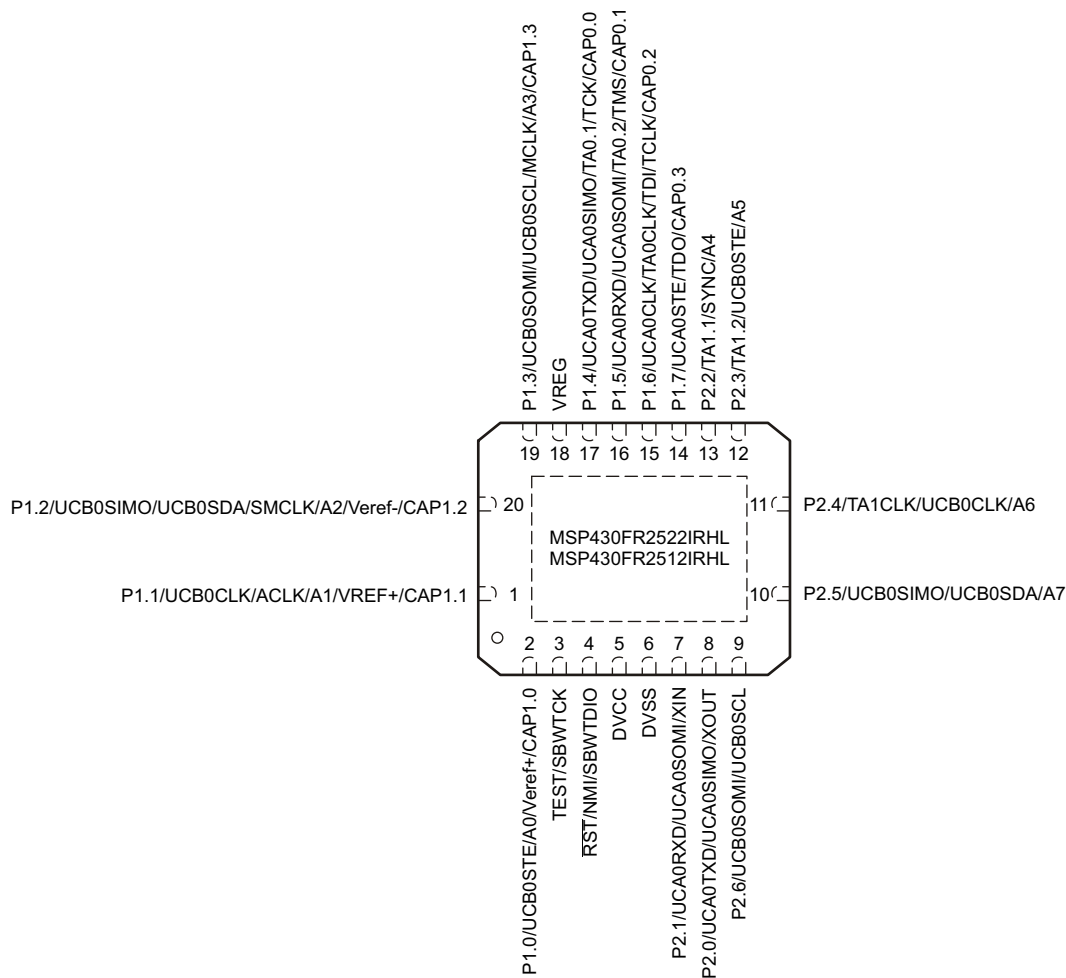 P1.3/UCB0SOMI/UCB0SCL/MCLK/A3/CAP1.3
VREG
P1.4/UCA0TXD/UCA0SIMO/TA0.1/TCK/CAP0.0
P1.5/UCA0RXD/UCA0SOMI/TA0.2/TMS/CAP0.1
P1.6/UCA0CLK/TA0CLK/TDI/TCLK/CAP0.2
P1.7/UCA0STE/TDO/CAP0.3
P2.2/TA1.1/SYNC/A4
P2.3/TA1.2/UCB0STE/A5
19 18 17 16 15 14 13 12
P1.2/UCB0SIMO/UCB0SDA/SMCLK/A2/Veref-/CAP1.2 20
11 P2.4/TA1CLK/UCB0CLK/A6
MSP430FR2522IRHL
MSP430FR2512IRHL
P1.1/UCB0CLK/ACLK/A1/VREF+/CAP1.1 1
10 P2.5/UCB0SIMO/UCB0SDA/A7
2 3 4 5 6 7 8 9
P1.0/UCB0STE/A0/Veref+/CAP1.0
TEST/SBWTCK
RST/NMI/SBWTDIO
DVCC
DVSS
P2.1/UCA0RXD/UCA0SOMI/XIN
P2.0/UCA0TXD/UCA0SIMO/XOUT
P2.6/UCB0SOMI/UCB0SCL